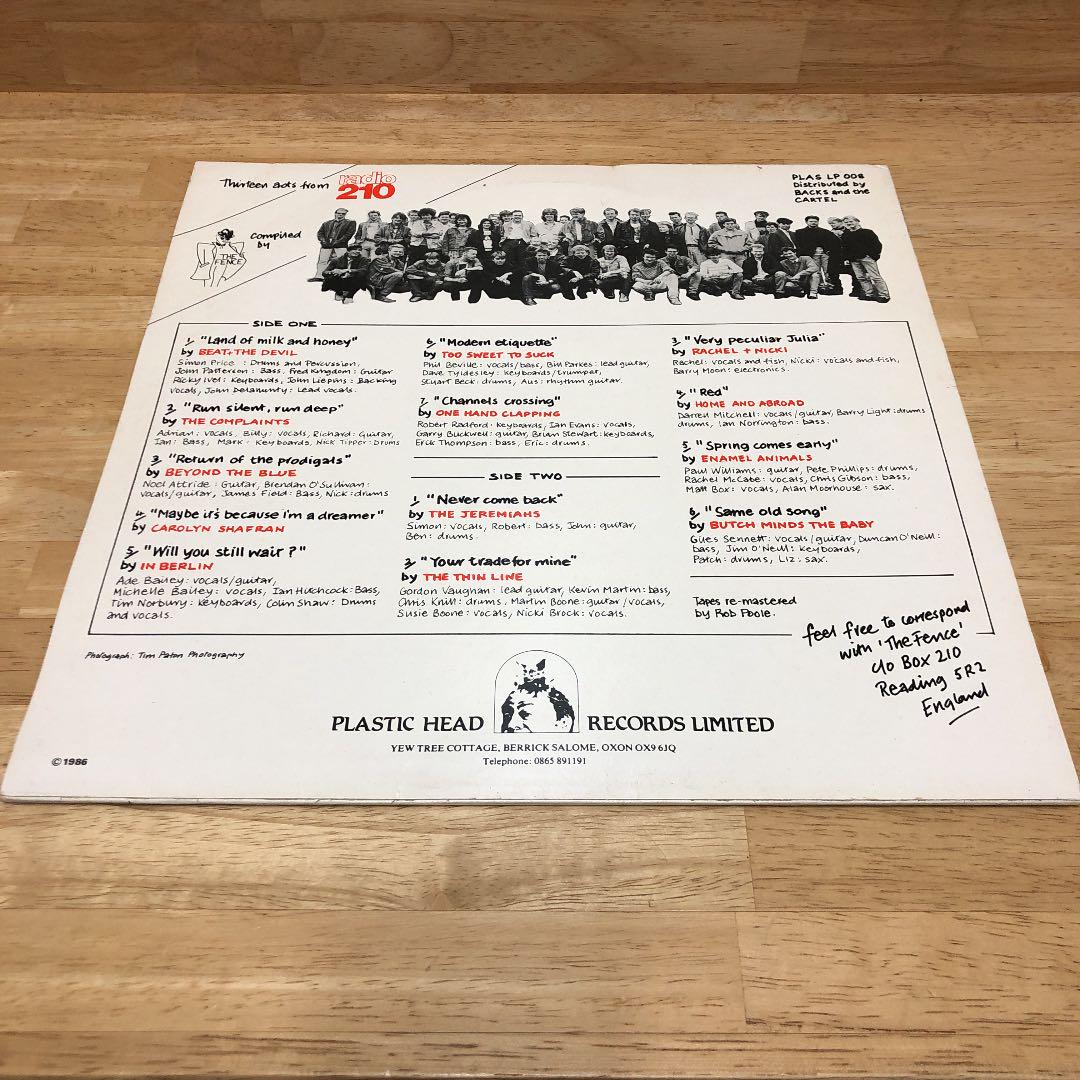 Thirteen acts from radio
210
PLAS LP 008
Distributed by
BACKS and the
CARTEL
Compiled
by
THE
FENCE
SIDE ONE
1/ "Land of milk and honey"
by BEAT+THE DEVIL
Simon Price : Drums and Percussion,
John Patterson : Bass, Fred Kingdom : Guitar
Ricky Ivel : Keyboards, John Liepins : Backing
vocals, John Delahunty : Lead vocals.
2/ "Run silent, run deep"
by THE COMPLAINTS
Adrian : vocals, Billy : vocals, Richard : Guitar,
Ian : Bass, Mark : Keyboards, Nick Tipper : Drums
3/ "Return of the prodigals"
by BEYOND THE BLUE
Noel Attride : Guitar, Brendan O'Sullivan :
vocals/guitar, James Field : Bass, Nick : drums
4/ "Maybe it's because i'm a dreamer"
by CAROLYN SHAFRAN
5/ "Will you still wait ?"
by IN BERLIN
Ade Bailey : vocals/guitar,
Michelle Bailey : vocals, Ian Hitchcock : Bass,
Tim Norbury : keyboards, Colin Shaw : Drums
and vocals.
6/ "Modern etiquette"
by TOO SWEET TO SUCK
Phil Beville : vocals/bass, Bill Parkes : lead guitar,
Dave Tyldesley : keyboards/trumpet,
Stuart Beck : drums, Aus : rhythm guitar.
7/ "Channels crossing"
by ONE HAND CLAPPING
Robert Radford : keyboards, Ian Evans : vocals,
Garry Buckwell : guitar, Brian Stewart : keyboards,
Erik Thompson : bass, Eric : drums.
SIDE TWO
1/ "Never come back"
by THE JEREMIAHS
Simon : vocals, Robert : bass, John : guitar,
Ben : drums.
2/ "Your trade for mine"
by THE THIN LINE
Gordon Vaughan : lead guitar, Kevin Martin : bass,
Chris Knill : drums, Martin Boone : guitar/vocals,
Susie Boone : vocals, Nicki Brock : vocals.
3/ "Very peculiar Julia"
by RACHEL + NICKI
Rachel : vocals and fish, Nicki : vocals and fish,
Barry Moon : electronics.
4/ "Red"
by HOME AND ABROAD
Darren Mitchell : vocals/guitar, Barry Light : drums
drums, Ian Norrington : bass.
5/ "Spring comes early"
by ENAMEL ANIMALS
Paul Williams : guitar, Pete Phillips : drums,
Rachel McCabe : vocals, Chris Gibson : bass,
Matt Box : vocals, Alan Moorhouse : sax.
6/ "Same old song"
by BUTCH MINDS THE BABY
Giles Sennett : vocals/guitar, Duncan O'Neill :
bass, Jim O'Neill : keyboards,
Patch : drums, Liz : sax.
Tapes re-mastered
by Rob Poole.
feel free to correspond
with 'The Fence'
c/o Box 210
Reading 5R2
England
Photograph : Tim Paton Photography
PLASTIC HEAD RECORDS LIMITED
YEW TREE COTTAGE, BERRICK SALOME, OXON OX9 6JQ
Telephone: 0865 891191
©1986